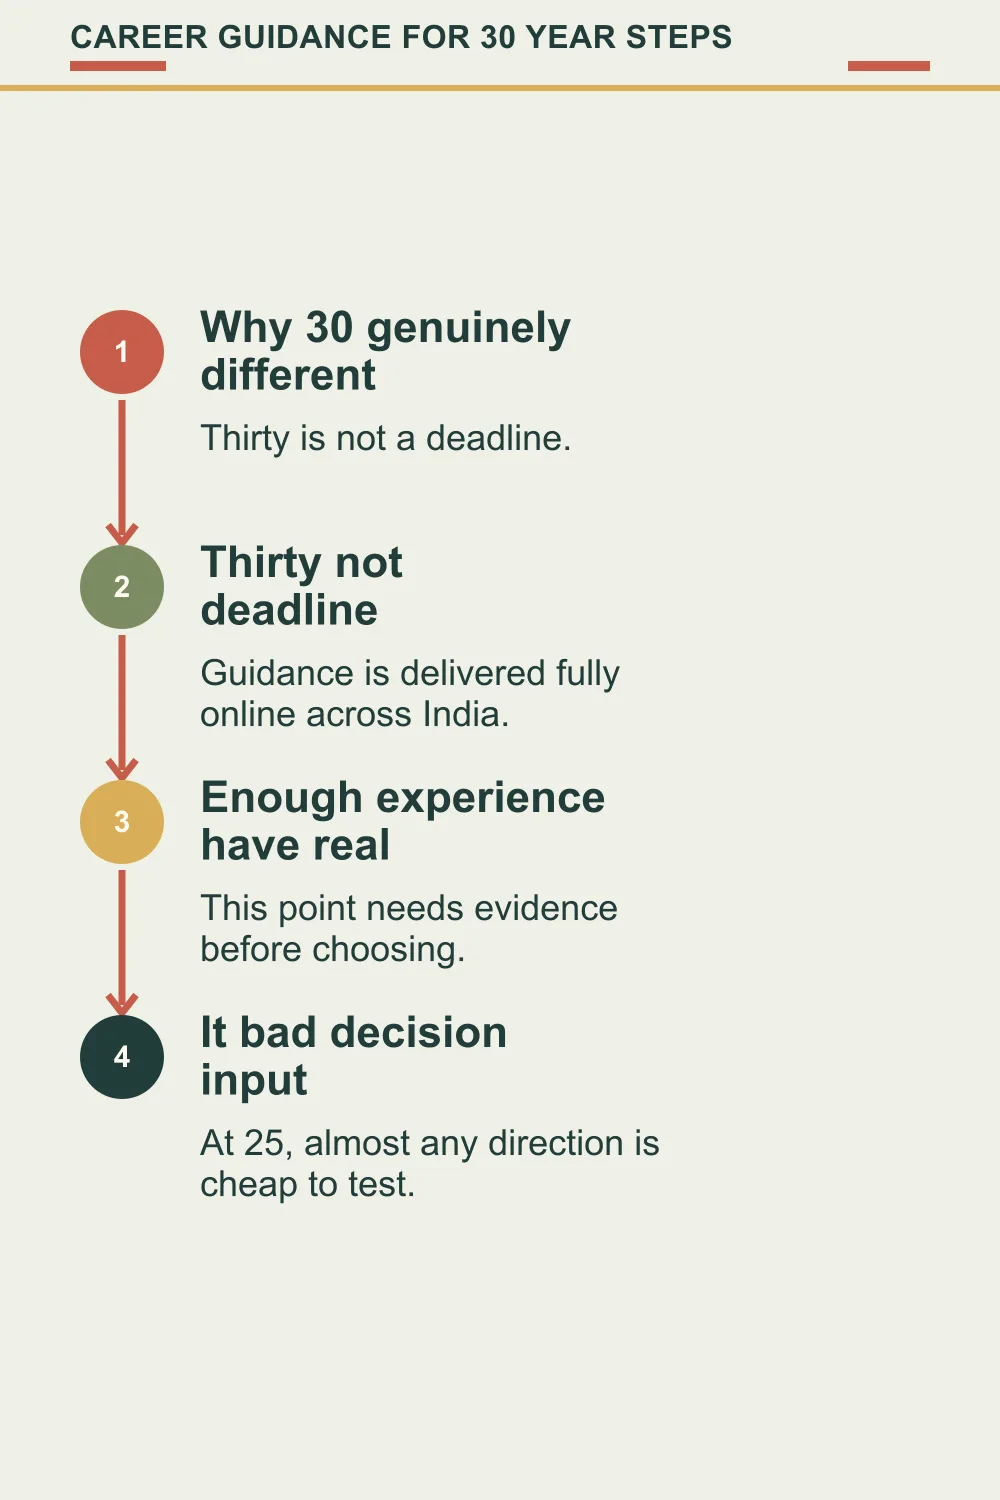 CAREER GUIDANCE FOR 30 YEAR STEPS
1
Why 30 genuinely
different
Thirty is not a deadline.
2
Thirty not
deadline
Guidance is delivered fully
online across India.
3
Enough experience
have real
This point needs evidence
before choosing.
4
It bad decision
input
At 25, almost any direction is
cheap to test.